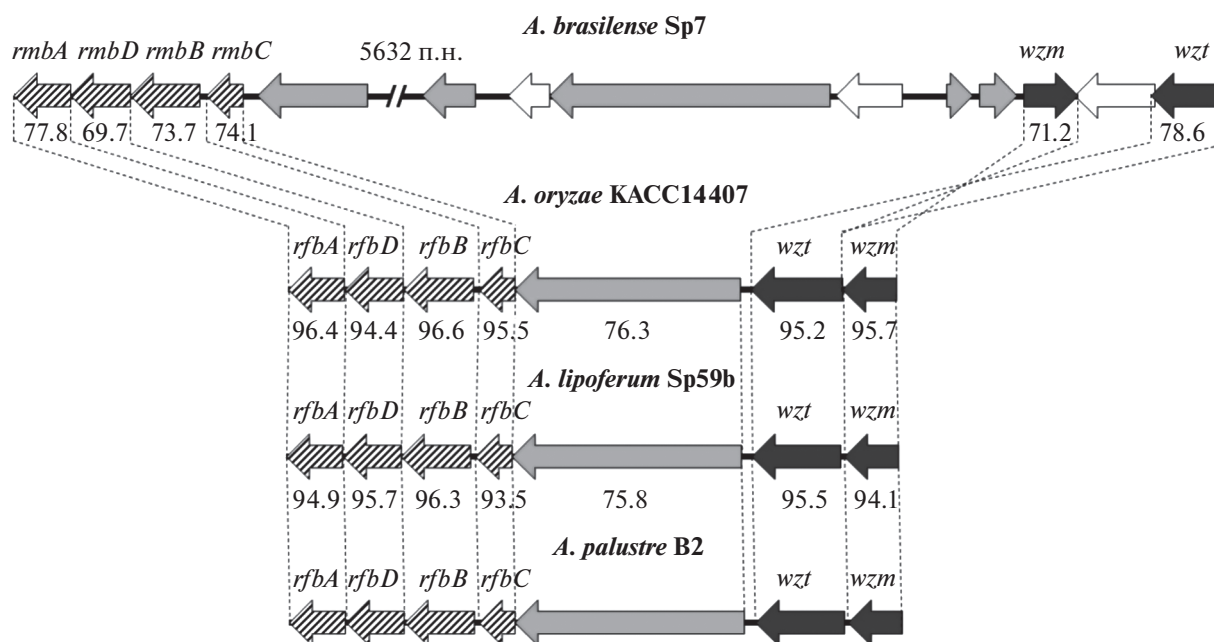 A. brasilense Sp7
rmbA rmbD rmbB rmbC 5632 п.н. wzm wzt
77.8 69.7 73.7 74.1 71.2 78.6
A. oryzae KACC14407
rfbA rfbD rfbB rfbC wzt wzm
96.4 94.4 96.6 95.5 76.3 95.2 95.7
A. lipoferum Sp59b
rfbA rfbD rfbB rfbC wzt wzm
94.9 95.7 96.3 93.5 75.8 95.5 94.1
A. palustre B2
rfbA rfbD rfbB rfbC wzt wzm